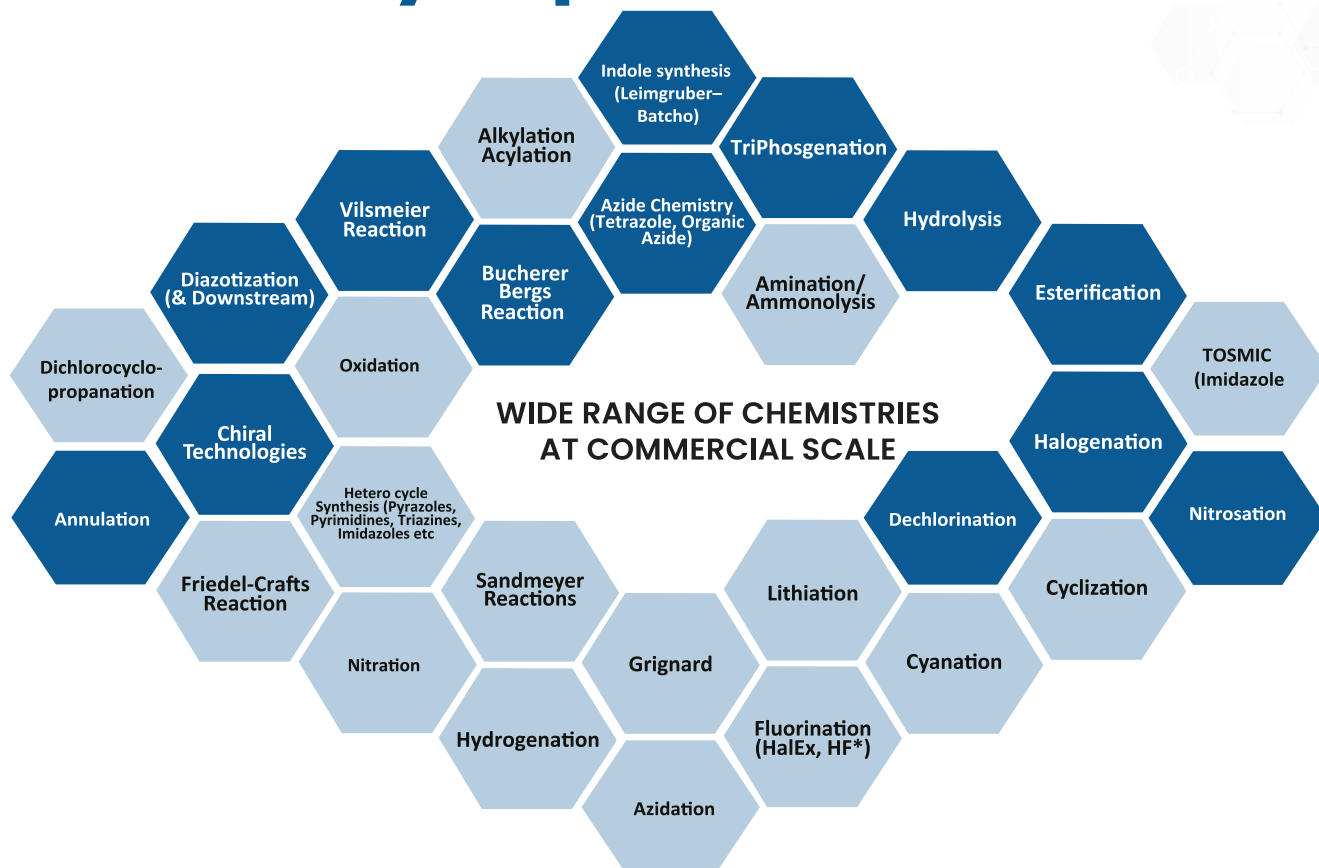 Indole synthesis
(Leimgruber–
Batcho)
Alkylation
Acylation
TriPhosgenation
Vilsmeier
Reaction
Azide Chemistry
(Tetrazole, Organic
Azide)
Hydrolysis
Diazotization
(& Downstream)
Bucherer
Bergs
Reaction
Amination/
Ammonolysis
Esterification
Dichlorocyclo-
propanation
Oxidation
TOSMIC
(Imidazole
WIDE RANGE OF CHEMISTRIES
AT COMMERCIAL SCALE
Chiral
Technologies
Halogenation
Annulation
Hetero cycle
Synthesis (Pyrazoles,
Pyrimidines, Triazines,
Imidazoles etc
Dechlorination
Nitrosation
Friedel-Crafts
Reaction
Sandmeyer
Reactions
Lithiation
Cyclization
Nitration
Grignard
Cyanation
Hydrogenation
Fluorination
(HalEx, HF*)
Azidation